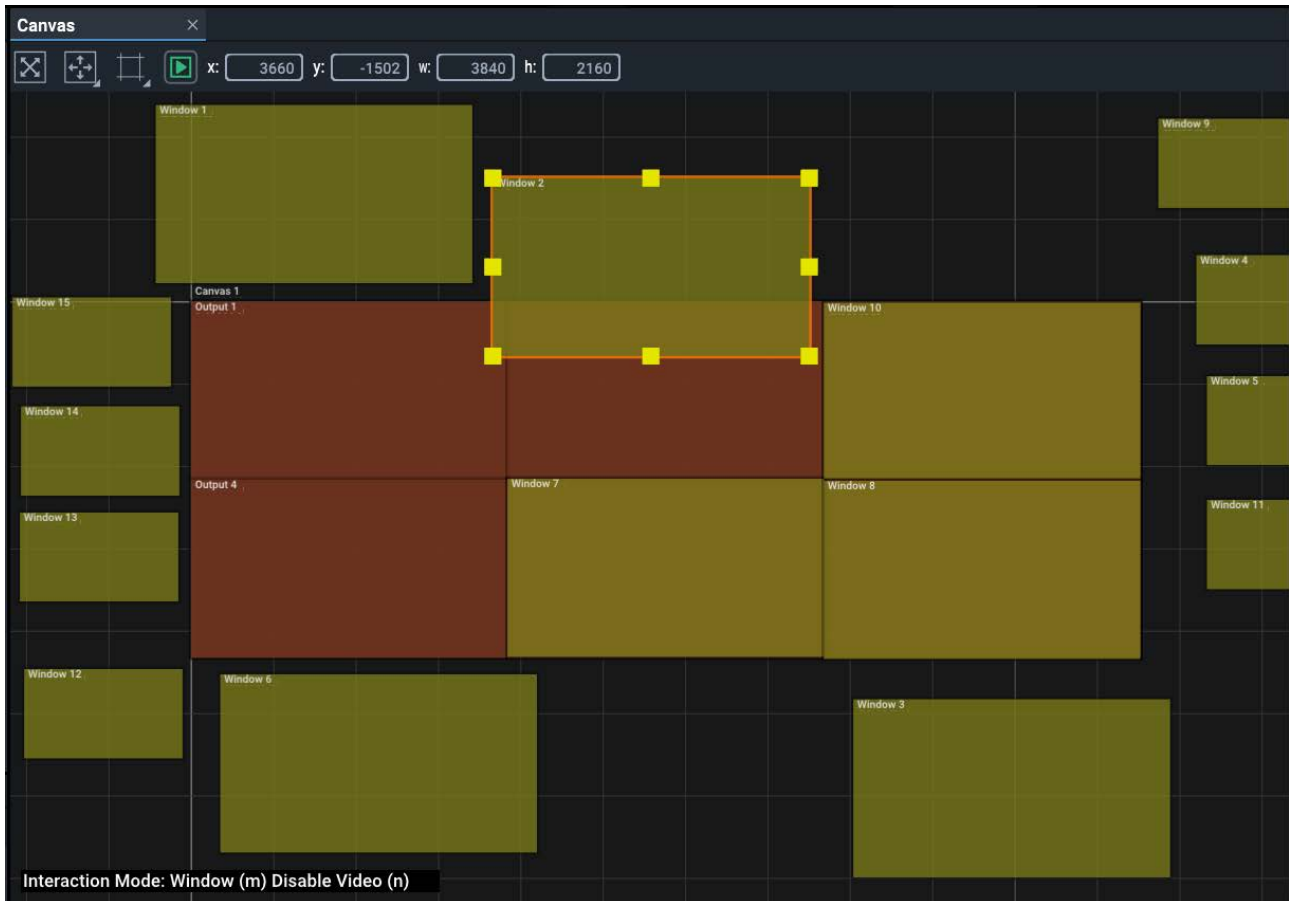 Canvas ×
x: 3660 y: -1502 w: 3840 h: 2160
Window 1
Window 9
Window 2
Window 4
Canvas 1
Window 15
Output 1
Window 10
Window 5
Window 14
Output 4
Window 7
Window 8
Window 11
Window 13
Window 12
Window 6
Window 3
Interaction Mode: Window (m) Disable Video (n)